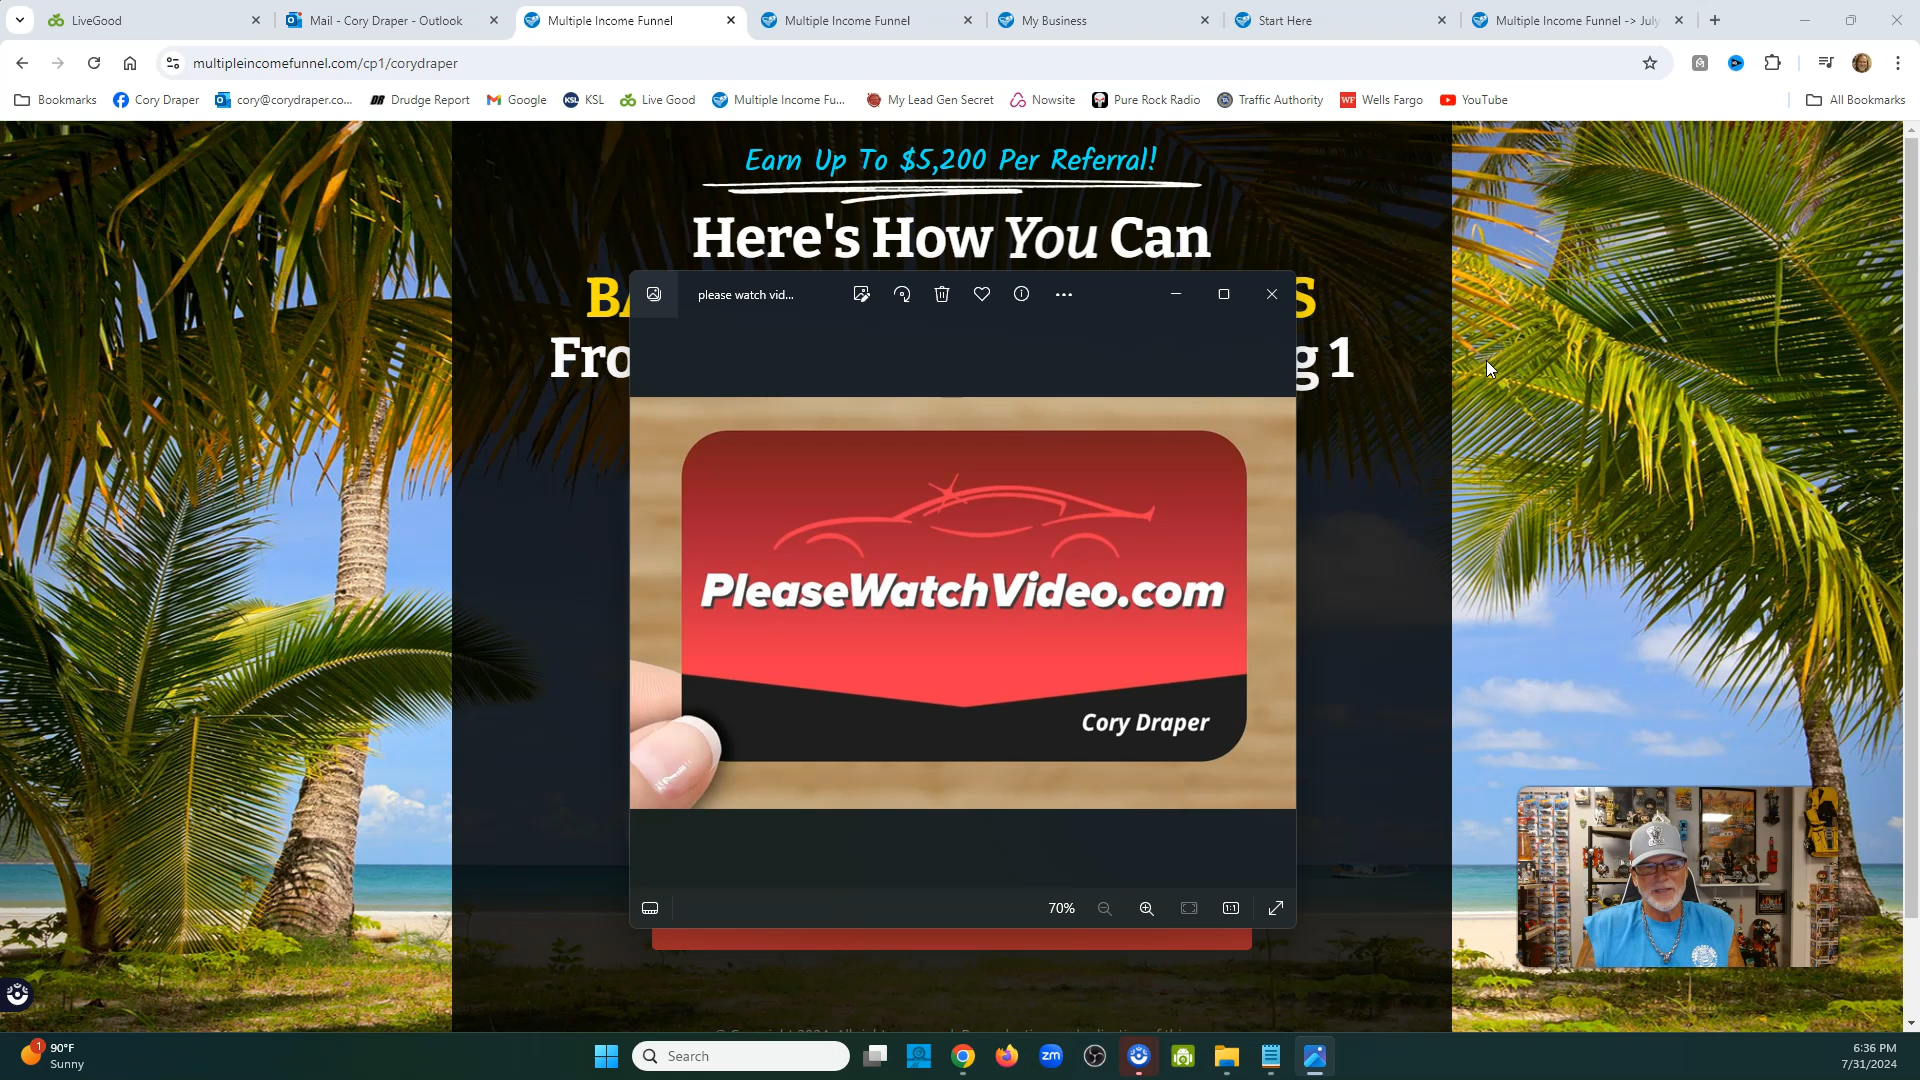 LiveGood
Mail - Cory Draper - Outlook
Multiple Income Funnel
Multiple Income Funnel
My Business
Start Here
Multiple Income Funnel -> July
multipleincomefunnel.com/cp1/corydraper
Bookmarks
Cory Draper
cory@corydraper.co...
Drudge Report
Google
KSL
Live Good
Multiple Income Fu...
My Lead Gen Secret
Nowsite
Pure Rock Radio
Traffic Authority
Wells Fargo
YouTube
All Bookmarks
Earn Up To $5,200 Per Referral!
Here's How You Can
please watch vid...
PleaseWatchVideo.com
Cory Draper
70%
1
90°F
Sunny
Search
zm
6:36 PM
7/31/2024